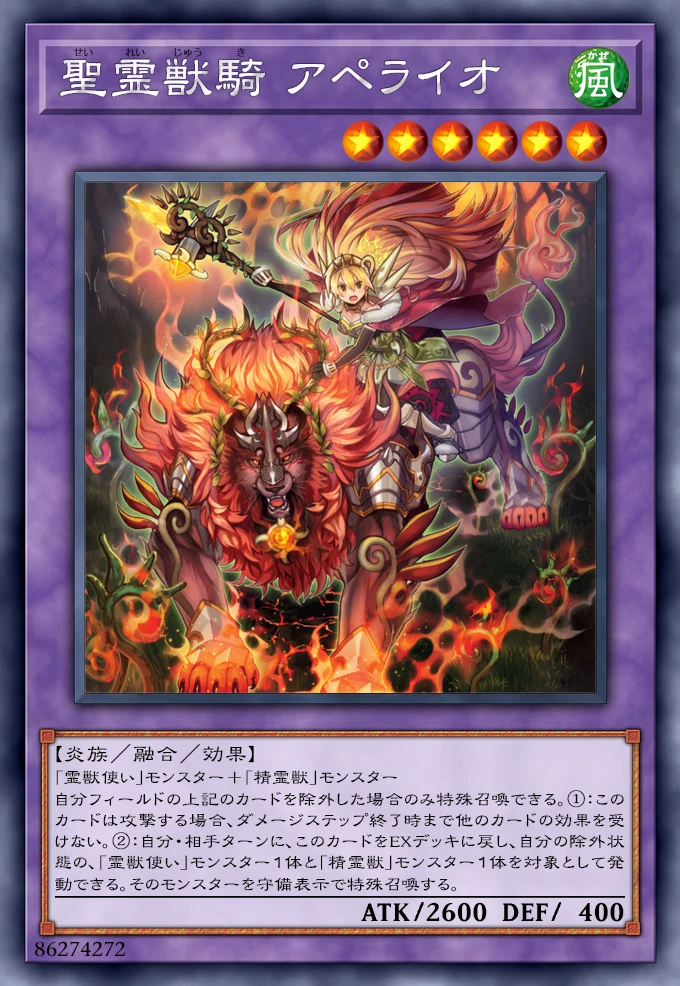 せい れい じゅう き
聖霊獣騎 アペライオ
かぜ
風
【炎族／融合／効果】
「霊獣使い」モンスター＋「精霊獣」モンスター
自分フィールドの上記のカードを除外した場合のみ特殊召喚できる。①：この
カードは攻撃する場合、ダメージステップ終了時まで他のカードの効果を受
けない。②：自分・相手ターンに、このカードをEXデッキに戻し、自分の除外状
態の、「霊獣使い」モンスター１体と「精霊獣」モンスター１体を対象として発
動できる。そのモンスターを守備表示で特殊召喚する。
ATK/2600 DEF/ 400
86274272